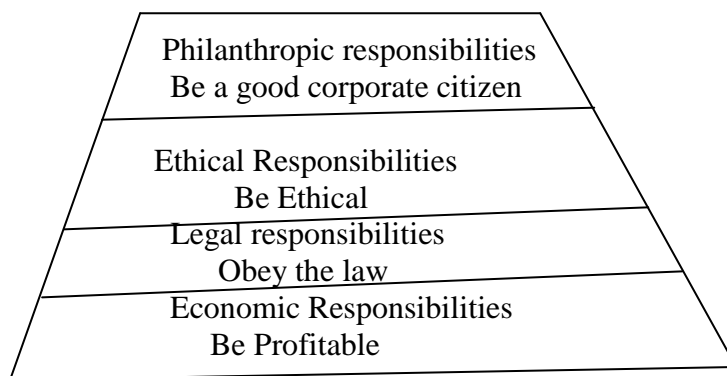 Philanthropic responsibilities
Be a good corporate citizen
Ethical Responsibilities
Be Ethical
Legal responsibilities
Obey the law
Economic Responsibilities
Be Profitable